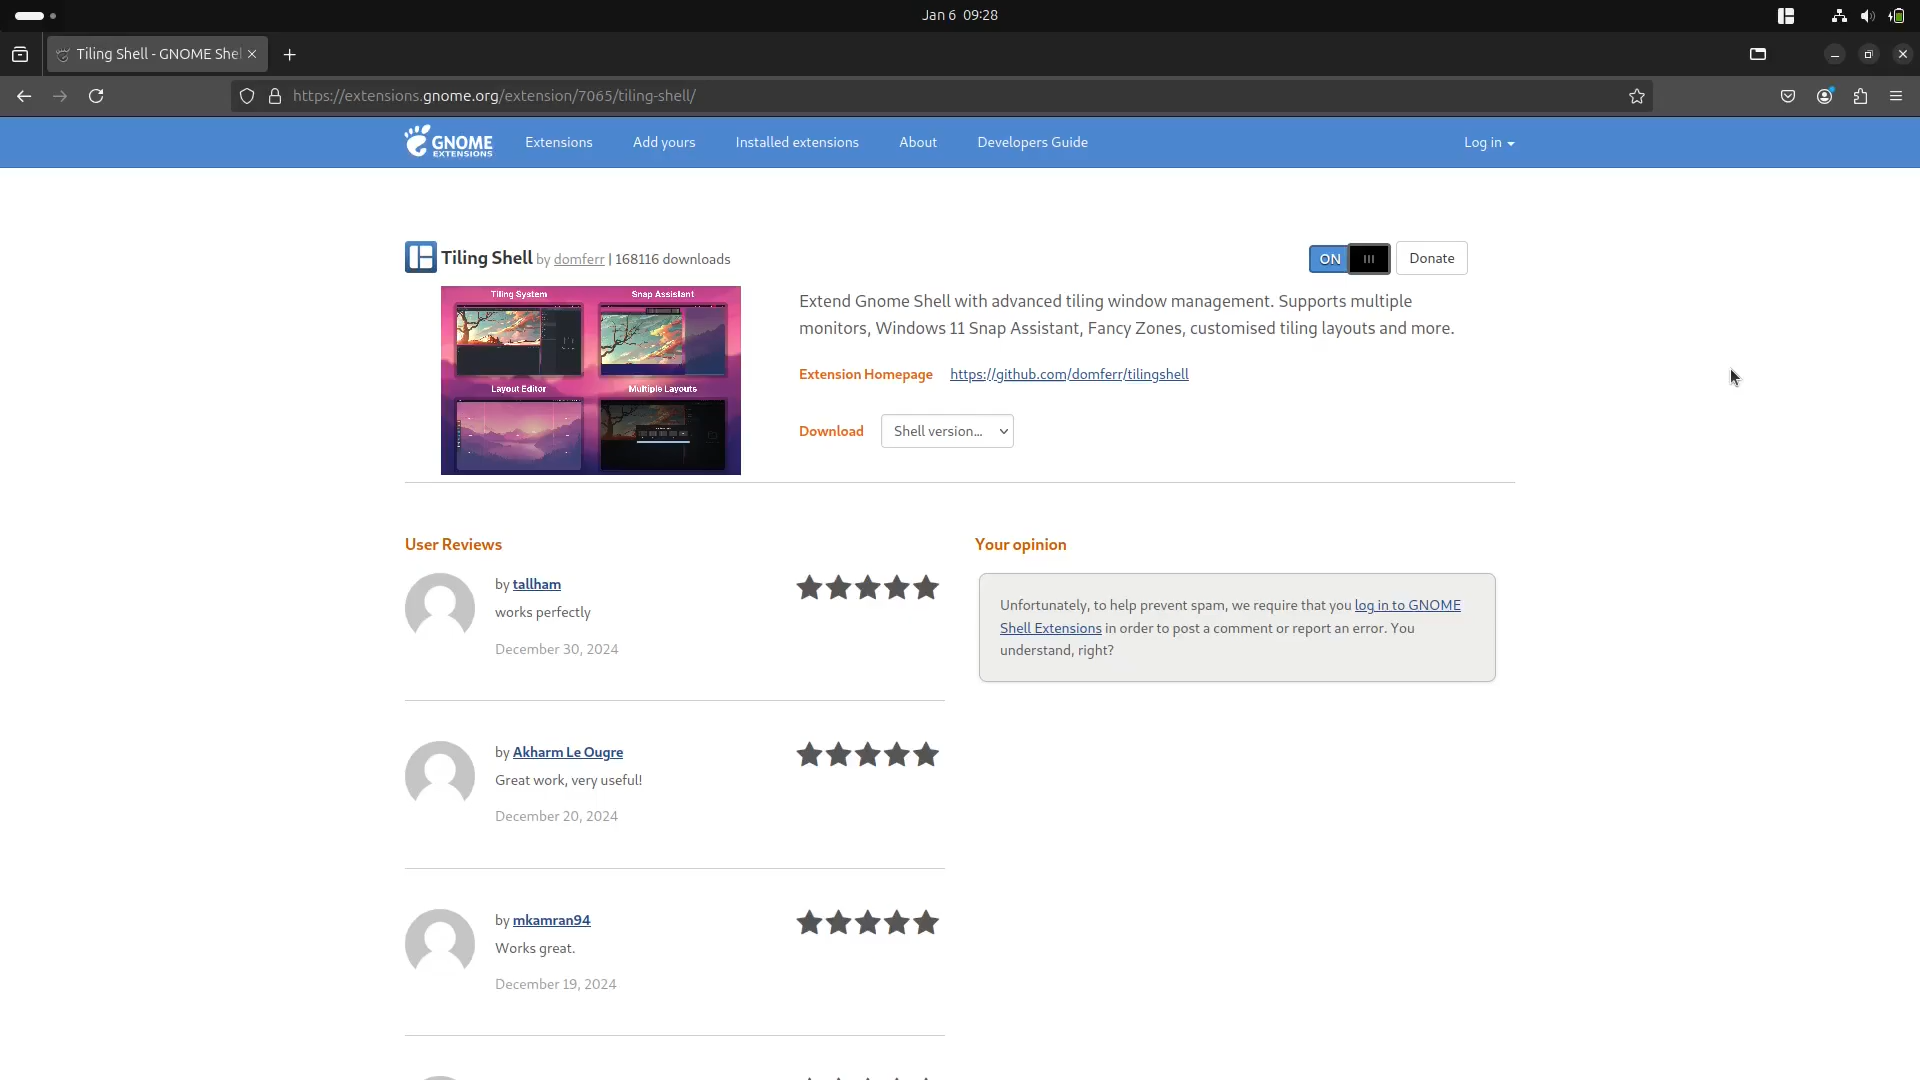 Jan 6 09:28
Tiling Shell - GNOME Shel
https://extensions.gnome.org/extension/7065/tiling-shell/
GNOME EXTENSIONS
Extensions
Add yours
Installed extensions
About
Developers Guide
Log in
Tiling Shell by domferr | 168116 downloads
ON
Donate
Tiling System
Snap Assistant
Layout Editor
Multiple Layouts
Extend Gnome Shell with advanced tiling window management. Supports multiple
monitors, Windows 11 Snap Assistant, Fancy Zones, customised tiling layouts and more.
Extension Homepage https://github.com/domferr/tilingshell
Download Shell version...
User Reviews
by tallham
works perfectly
December 30, 2024
by Akharm Le Ougre
Great work, very useful!
December 20, 2024
by mkamran94
Works great.
December 19, 2024
Your opinion
Unfortunately, to help prevent spam, we require that you log in to GNOME
Shell Extensions in order to post a comment or report an error. You
understand, right?